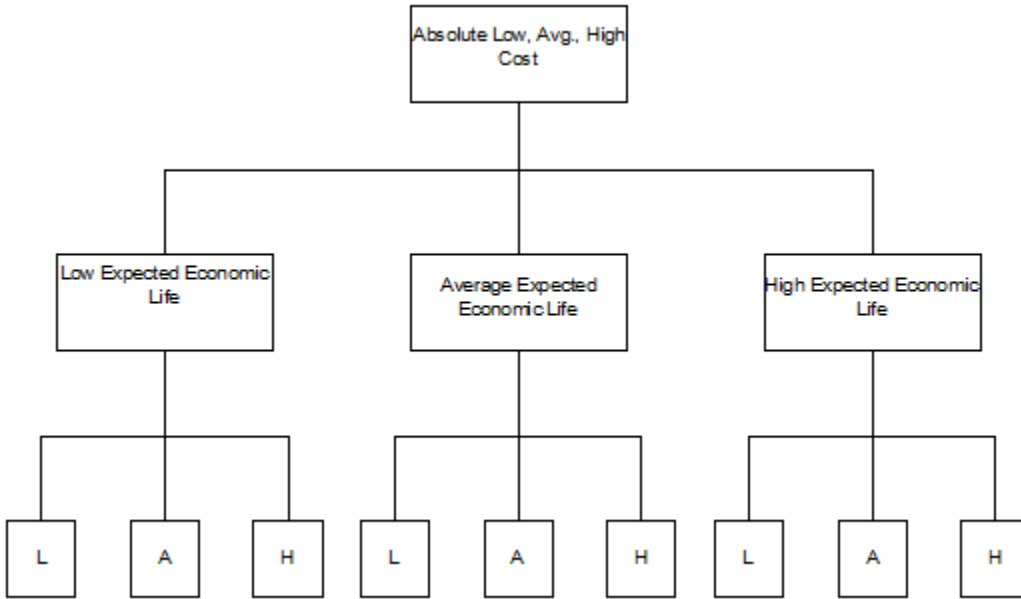 Absolute Low, Avg., High
Cost
Low Expected Economic
Life
Average Expected
Economic Life
High Expected Economic
Life
L
A
H
L
A
H
L
A
H